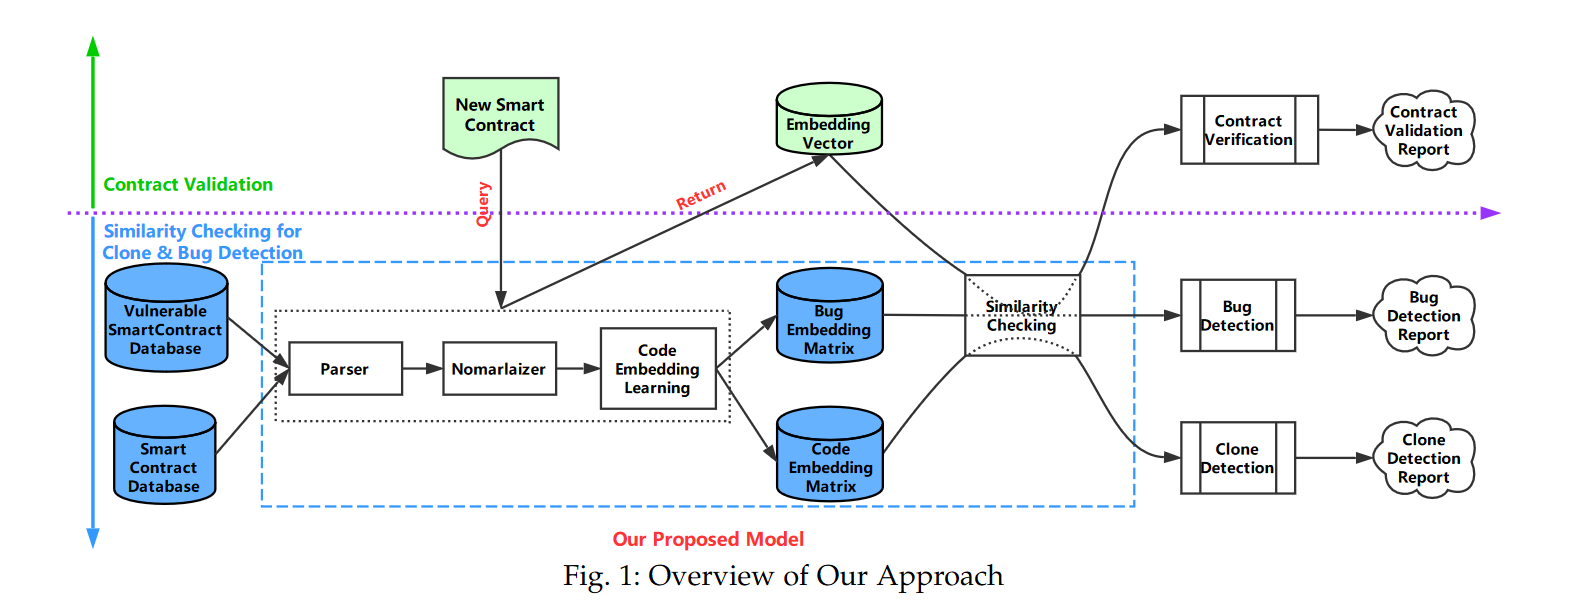 New Smart
Contract
Embedding
Vector
Contract
Verification
Contract
Validation
Report
Contract Validation
Query
Return
Similarity Checking for
Clone & Bug Detection
Vulnerable
SmartContract
Database
Smart
Contract
Database
Parser
Nomarlaizer
Code
Embedding
Learning
Bug
Embedding
Matrix
Code
Embedding
Matrix
Similarity
Checking
Bug
Detection
Bug
Detection
Report
Clone
Detection
Clone
Detection
Report
Our Proposed Model
Fig. 1: Overview of Our Approach